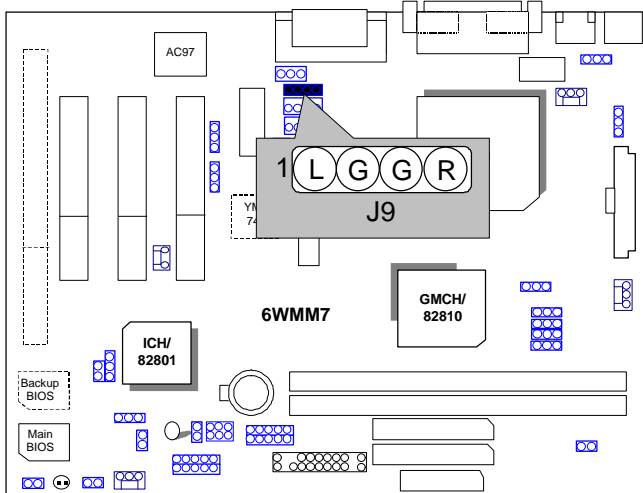 AC97
1 L G G R
J9
YM
74
6WMM7
GMCH/
82810
ICH/
82801
Backup
BIOS
Main
BIOS